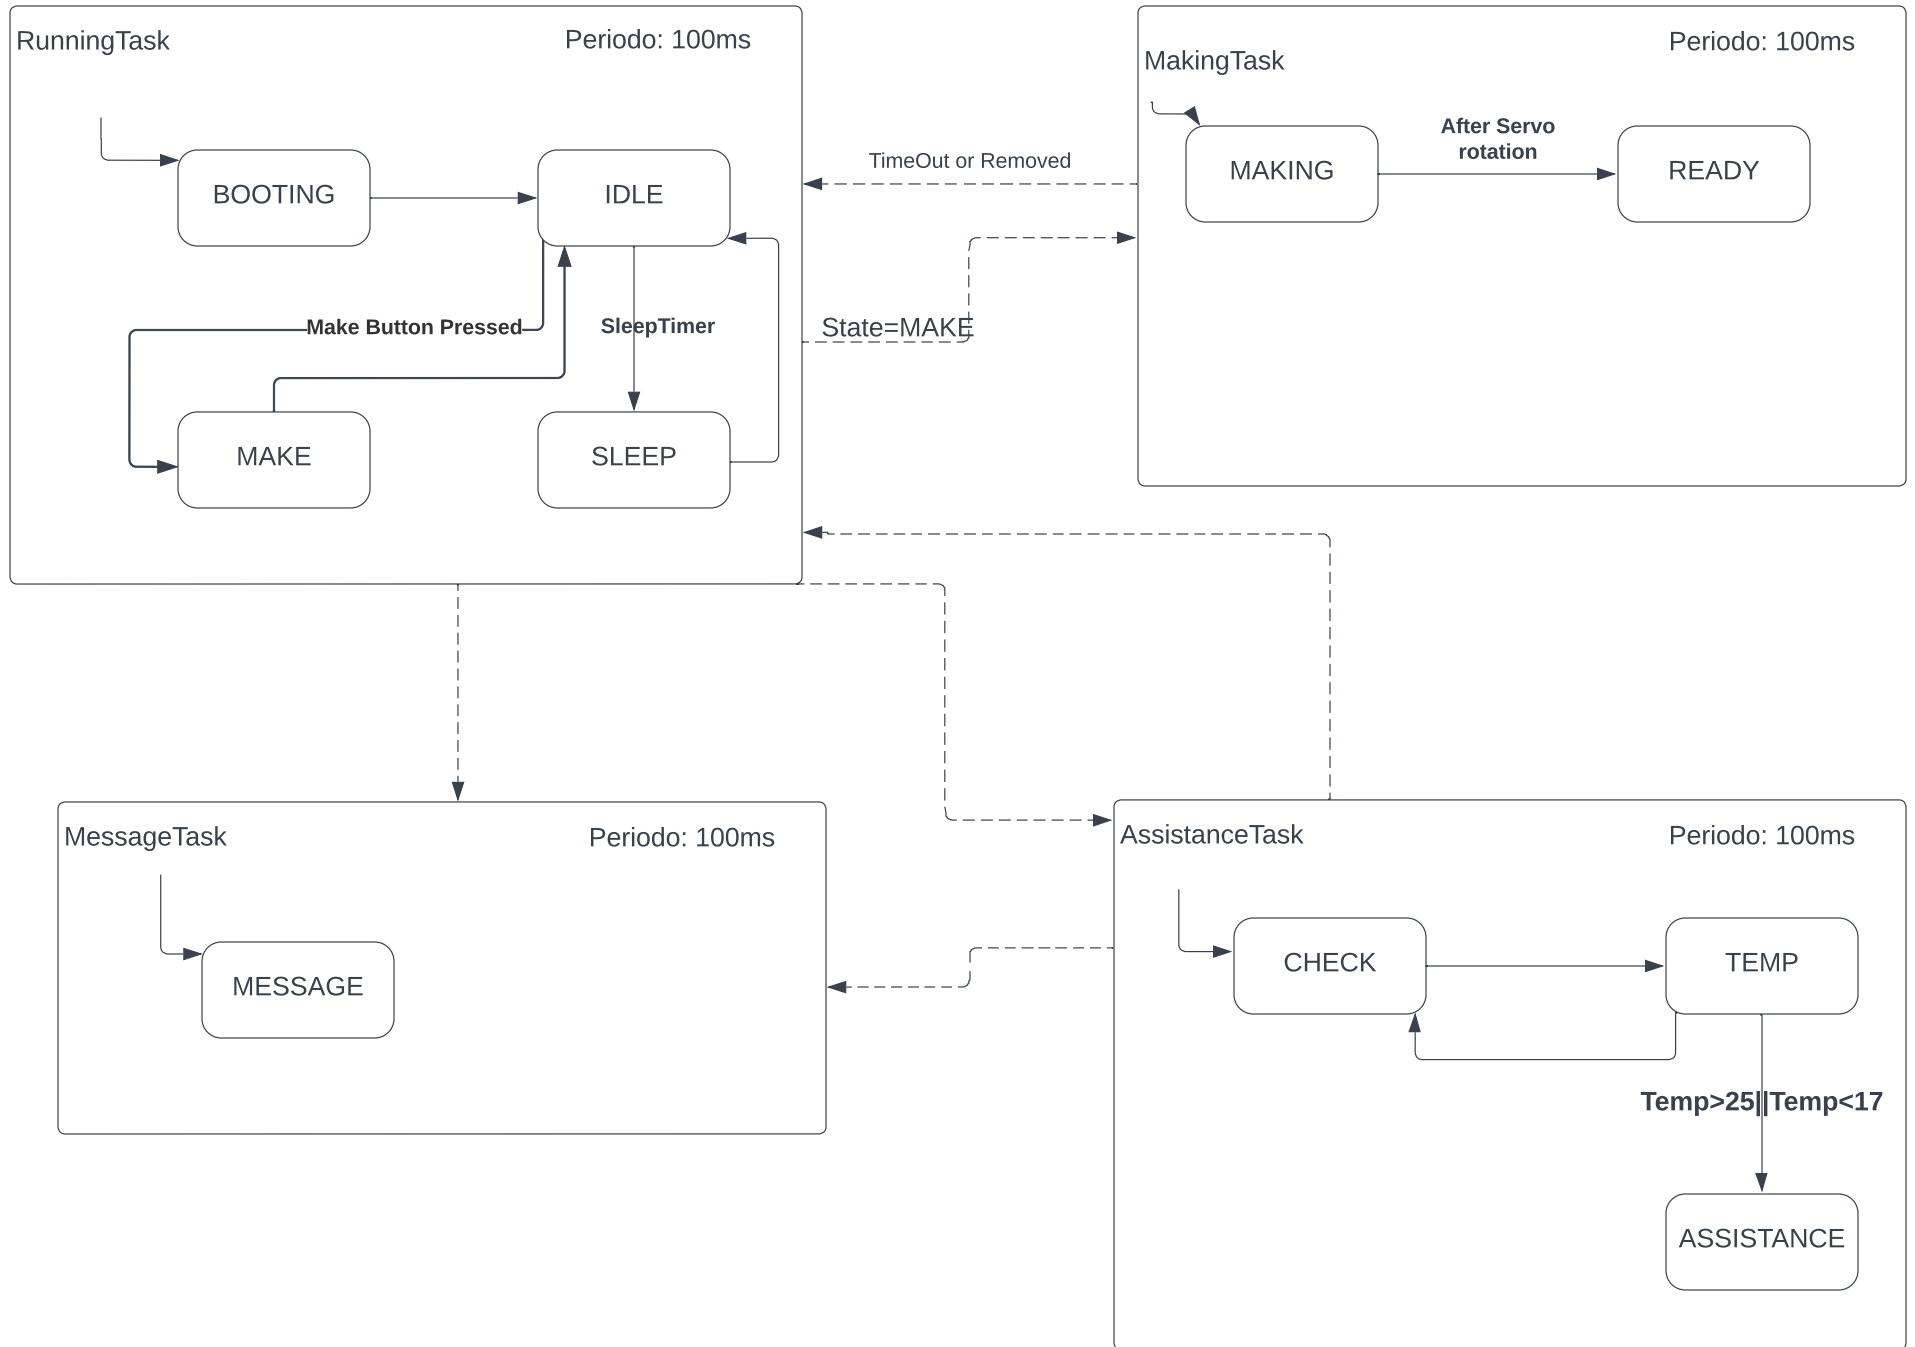 RunningTask
Periodo: 100ms
BOOTING
IDLE
Make Button Pressed
SleepTimer
MAKE
SLEEP
TimeOut or Removed
State=MAKE
MakingTask
Periodo: 100ms
MAKING
After Servo
rotation
READY
MessageTask
Periodo: 100ms
MESSAGE
AssistanceTask
Periodo: 100ms
CHECK
TEMP
Temp>25||Temp<17
ASSISTANCE